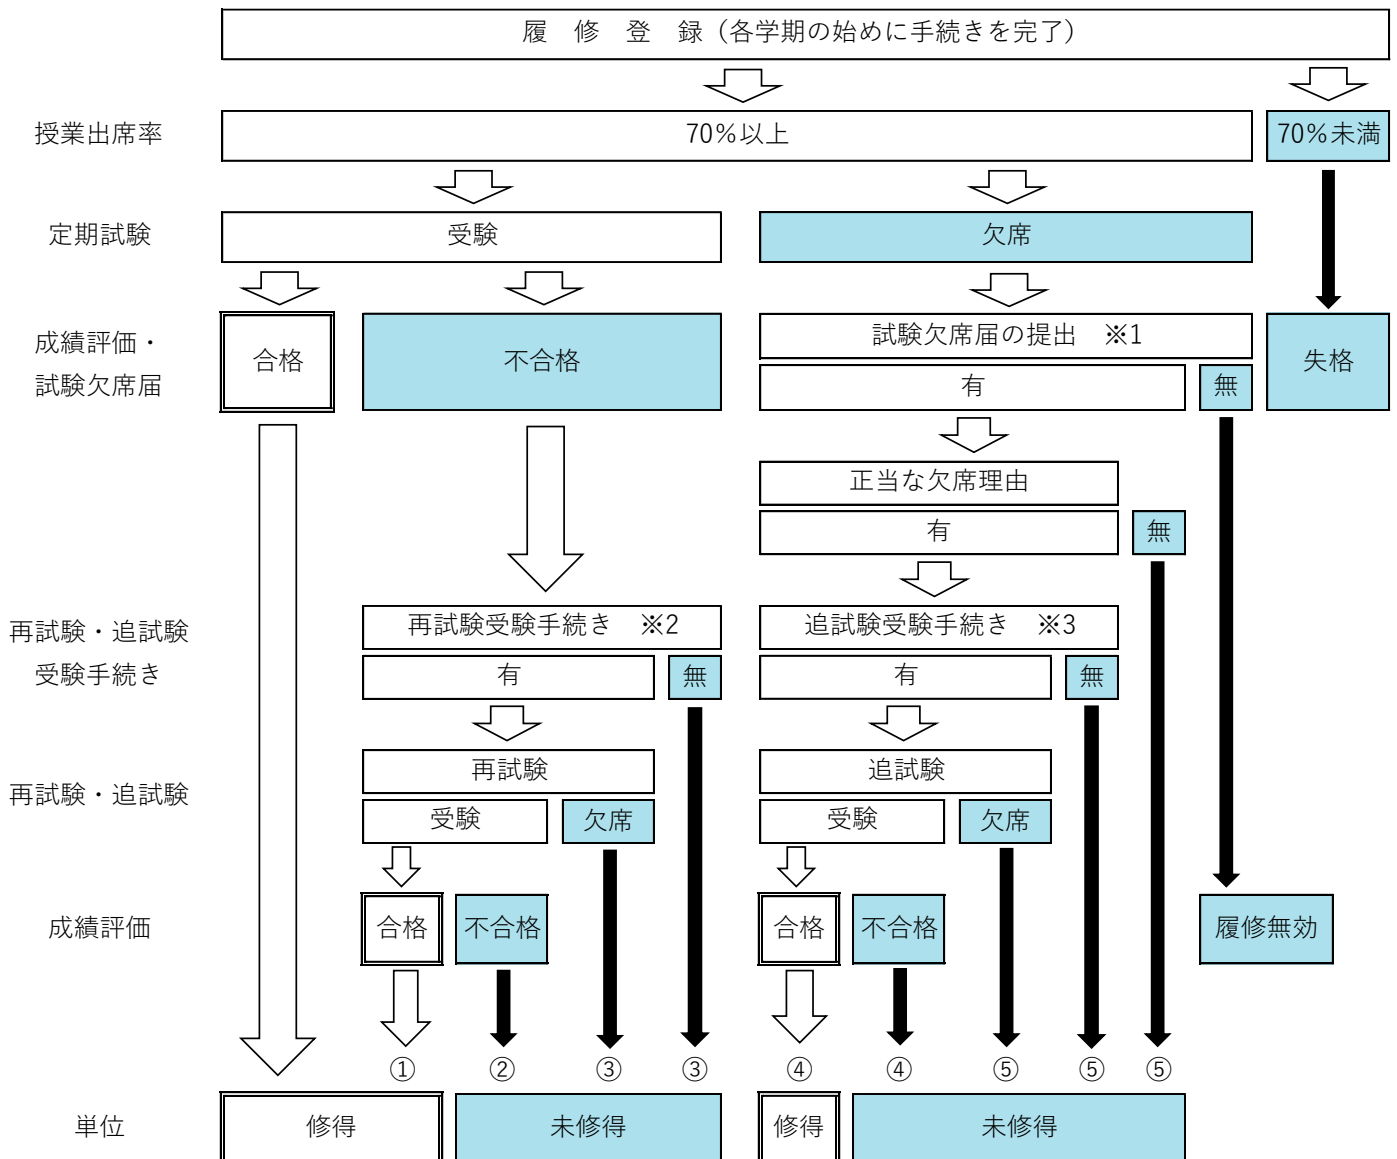 履 修 登 録（各学期の始めに手続きを完了）
授業出席率
70%以上
70%未満
定期試験
受験
欠席
成績評価・
試験欠席届
合格
不合格
試験欠席届の提出 ※1
有
無
失格
正当な欠席理由
有
無
再試験・追試験
受験手続き
再試験受験手続き ※2
有
無
追試験受験手続き ※3
有
無
再試験・追試験
再試験
受験
欠席
追試験
受験
欠席
成績評価
合格
不合格
合格
不合格
履修無効
①
②
③
③
④
④
⑤
⑤
⑤
単位
修得
未修得
修得
未修得